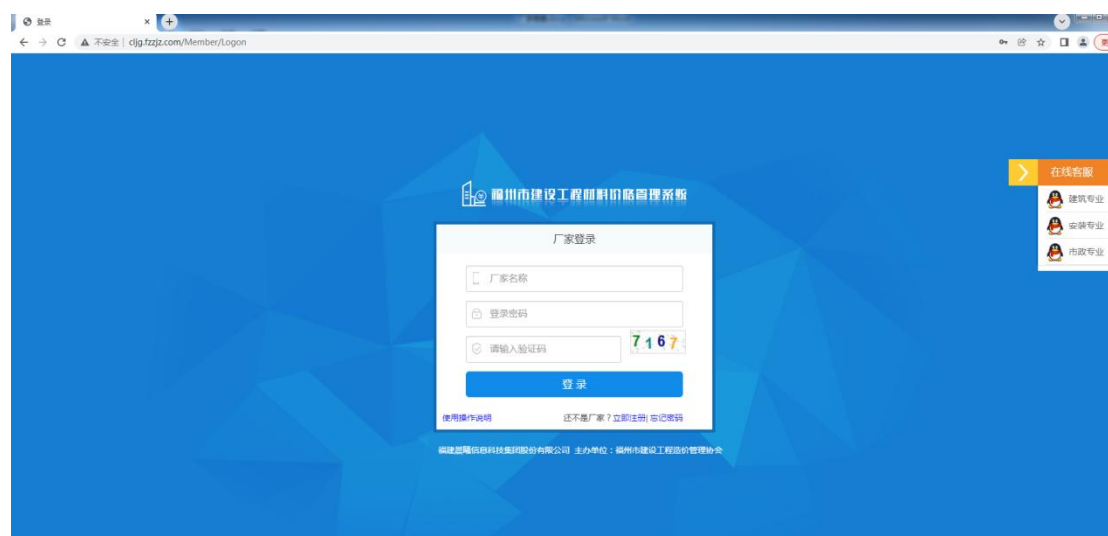 登录
不安全 | cljg.fzzjz.com/Member/Logon
在线客服
建筑专业
安装专业
市政专业
福州市建设工程材料价格管理系统
厂家登录
厂家名称
登录密码
请输入验证码
7167
登录
使用操作说明 还不是厂家?立即注册| 忘记密码
福建晨曦信息科技集团股份有限公司 主办单位:福州市建设工程造价管理协会